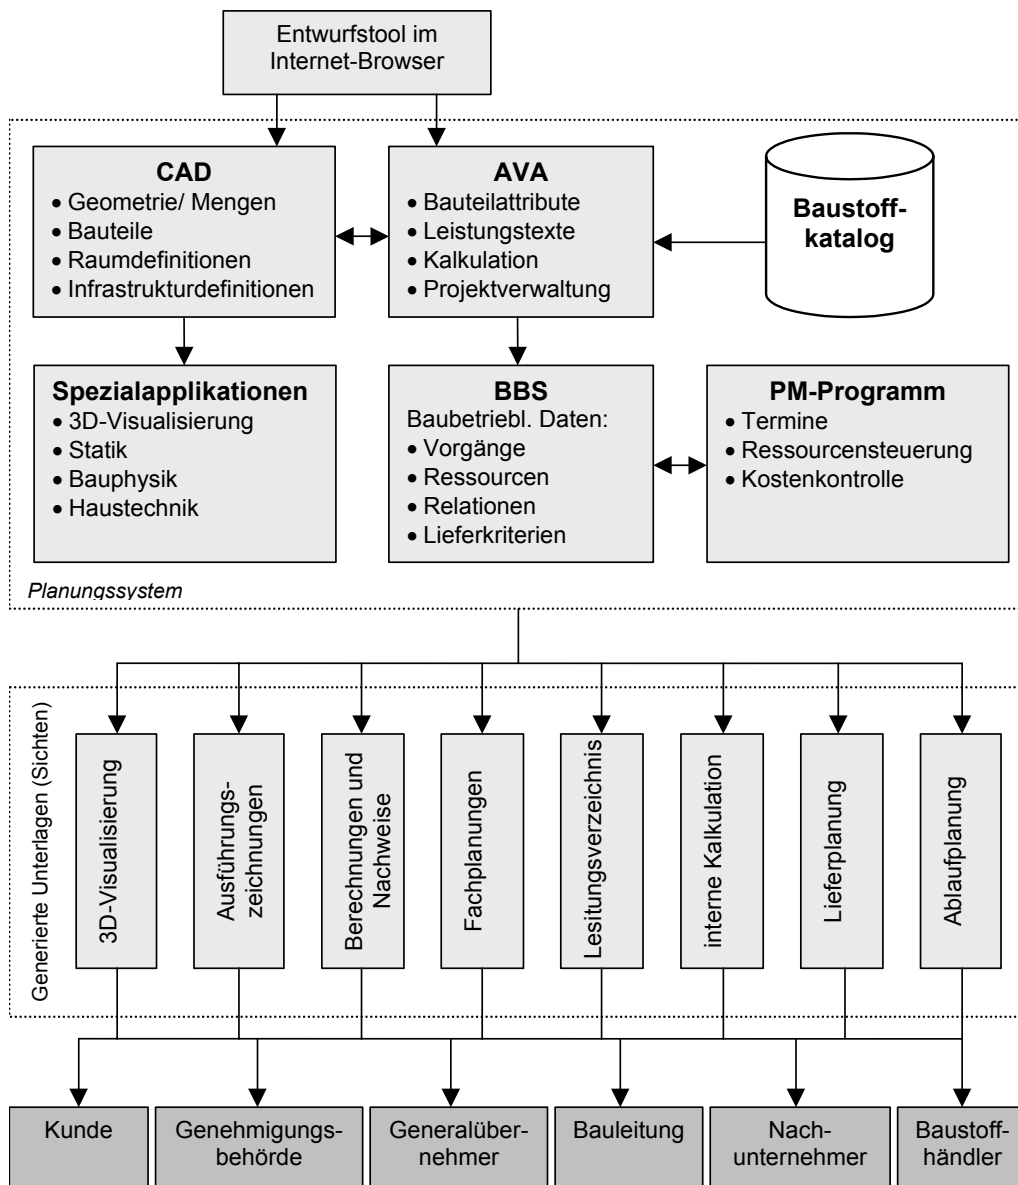 Entwurfstool im
Internet-Browser
CAD
• Geometrie/ Mengen
• Bauteile
• Raumdefinitionen
• Infrastrukturdefinitionen
AVA
• Bauteilattribute
• Leistungstexte
• Kalkulation
• Projektverwaltung
Baustoff-
katalog
Spezialapplikationen
• 3D-Visualisierung
• Statik
• Bauphysik
• Haustechnik
BBS
Baubetriebl. Daten:
• Vorgänge
• Ressourcen
• Relationen
• Lieferkriterien
PM-Programm
• Termine
• Ressourcensteuerung
• Kostenkontrolle
Planungssystem
Generierte Unterlagen (Sichten)
3D-Visualisierung
Ausführungs-
zeichnungen
Berechnungen und
Nachweise
Fachplanungen
Lesitungsverzeichnis
interne Kalkulation
Lieferplanung
Ablaufplanung
Kunde
Genehmigungs-
behörde
Generalüber-
nehmer
Bauleitung
Nach-
unternehmer
Baustoff-
händler